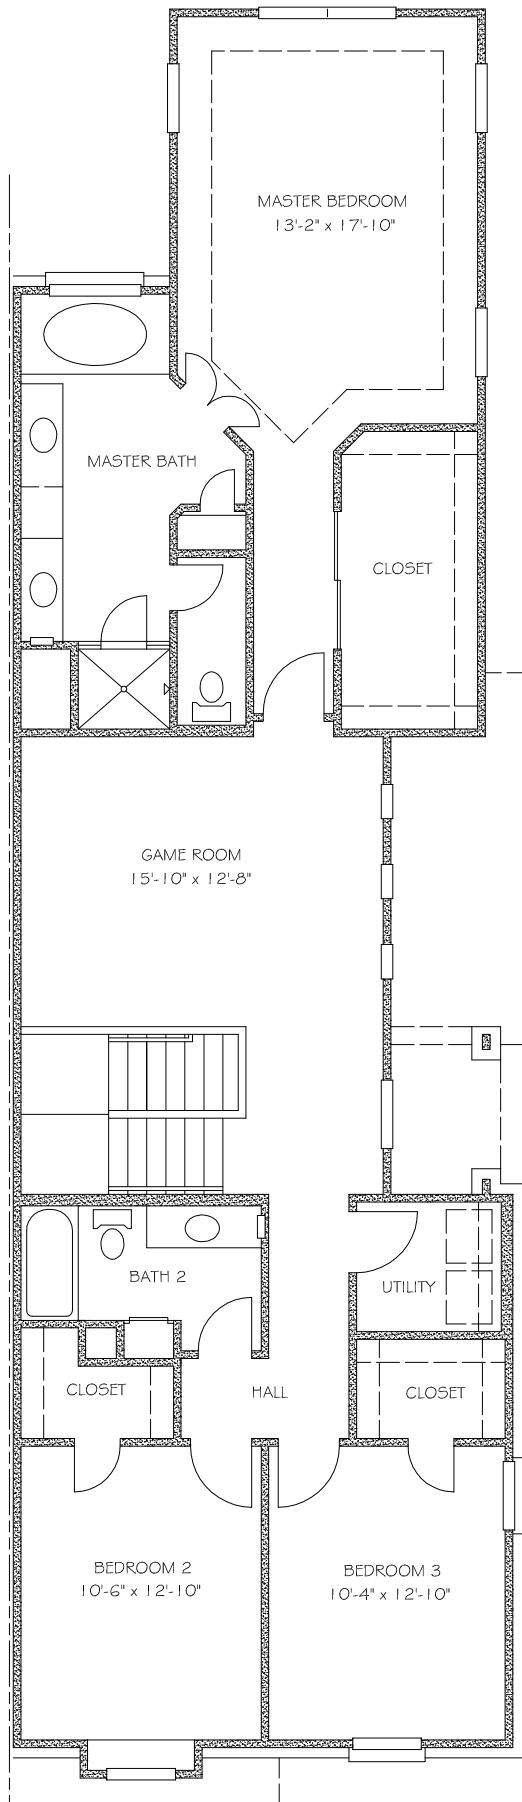 MASTER BEDROOM
13'-2" x 17'-10"
MASTER BATH
CLOSET
GAME ROOM
15'-10" x 12'-8"
BATH 2
UTILITY
CLOSET
HALL
CLOSET
BEDROOM 2
10'-6" x 12'-10"
BEDROOM 3
10'-4" x 12'-10"